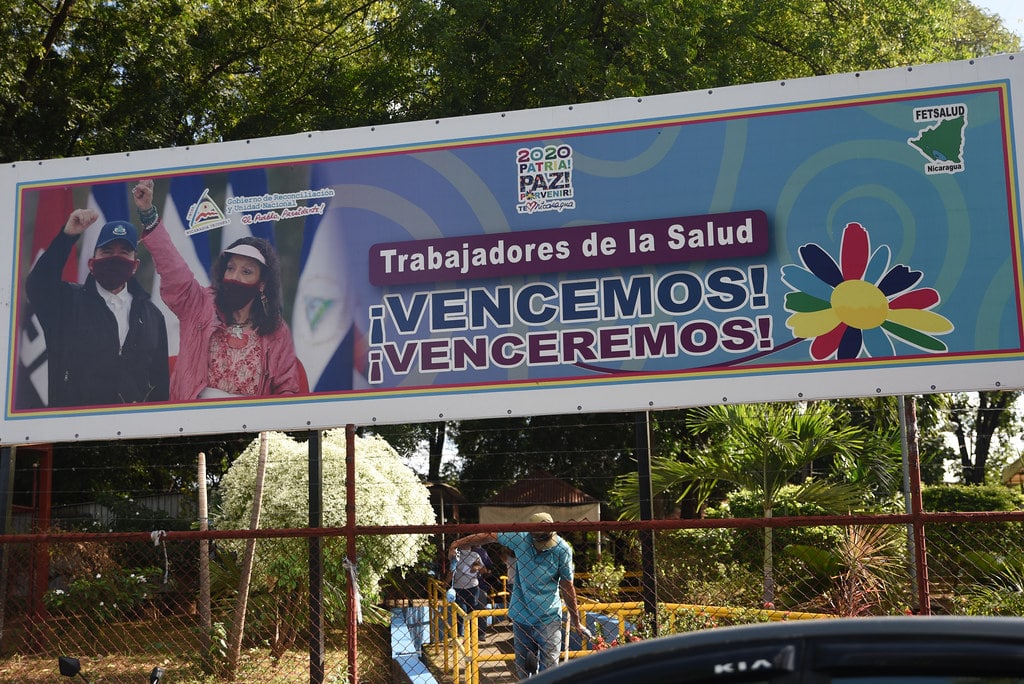 Gobierno de Reconciliación
y Unidad Nacional
El Pueblo, Presidente!
2020
PATRIA!
PAZ!
PORVENIR!
FETSALUD
Nicaragua
Trabajadores de la Salud
¡VENCEMOS!
¡VENCEREMOS!
KIA